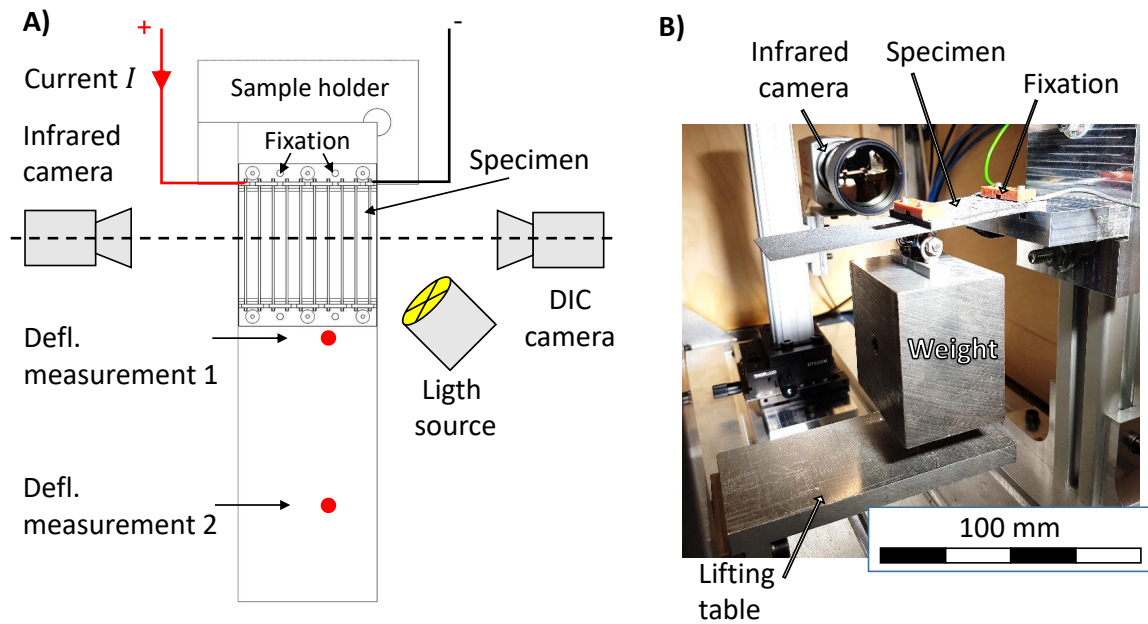 A)
+
-
Current I
Sample holder
Infrared
camera
Fixation
Specimen
Defl.
measurement 1
DIC
camera
Ligth
source
Defl.
measurement 2
B)
Infrared
camera
Specimen
Fixation
Weight
100 mm
Lifting
table